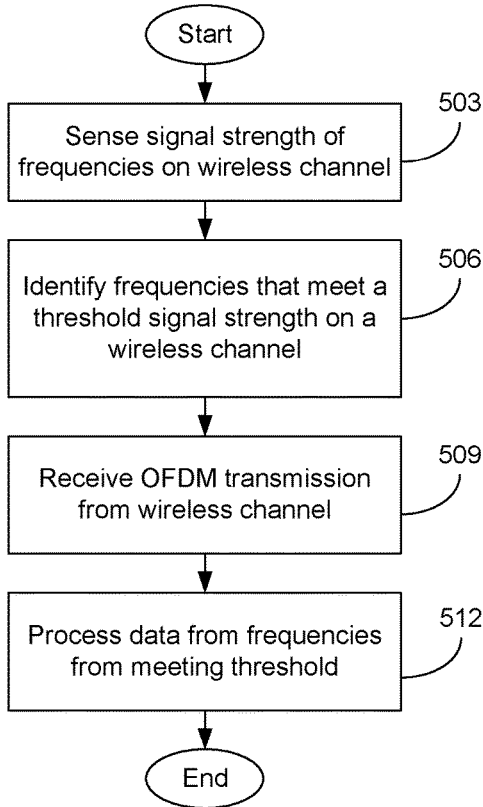 Start
503
Sense signal strength of
frequencies on wireless channel
506
Identify frequencies that meet a
threshold signal strength on a
wireless channel
509
Receive OFDM transmission
from wireless channel
512
Process data from frequencies
from meeting threshold
End